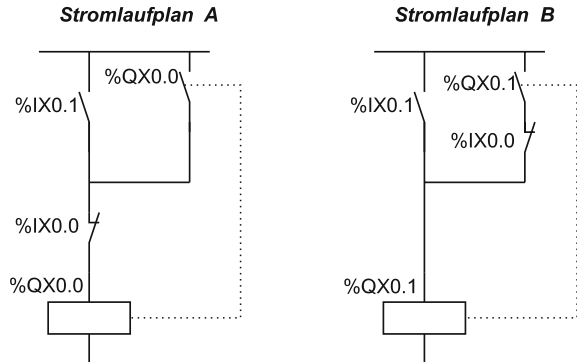 Stromlaufplan A
%QX0.0
%IX0.1
%IX0.0
%QX0.0
Stromlaufplan B
%QX0.1
%IX0.1
%IX0.0
%QX0.1